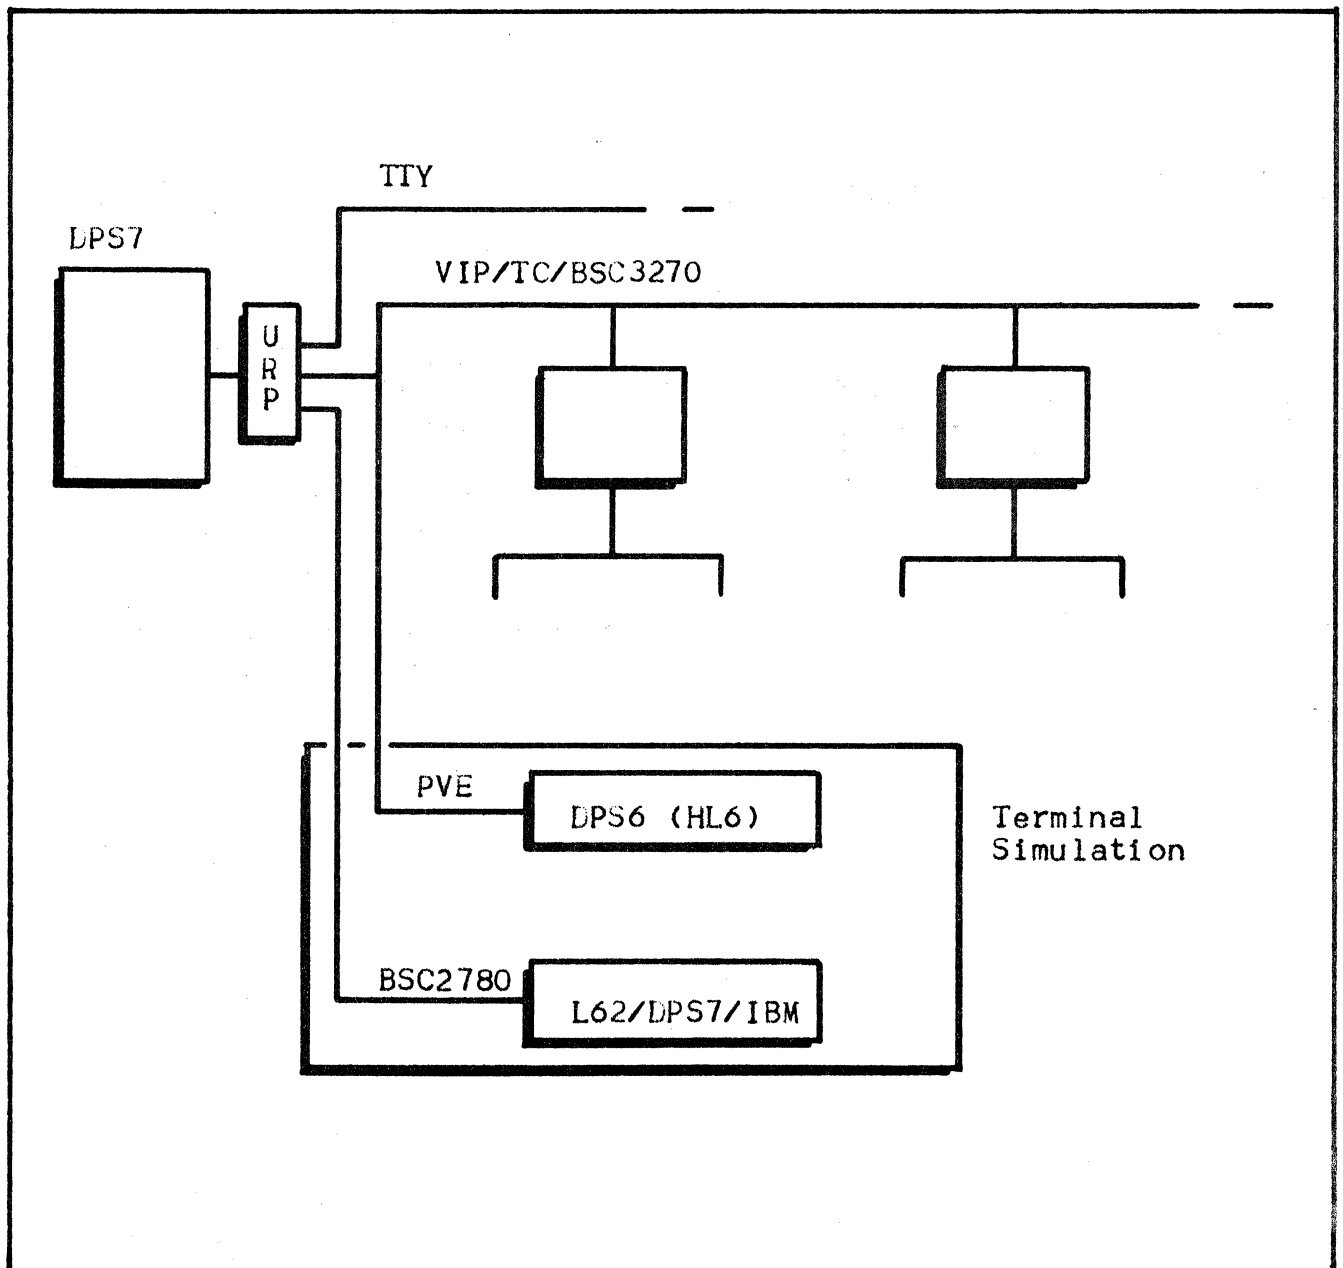 TTY
DPS7
VIP/TC/BSC3270
U
R
P
PVE
DPS6 (HL6)
Terminal
Simulation
BSC2780
L62/DPS7/IBM